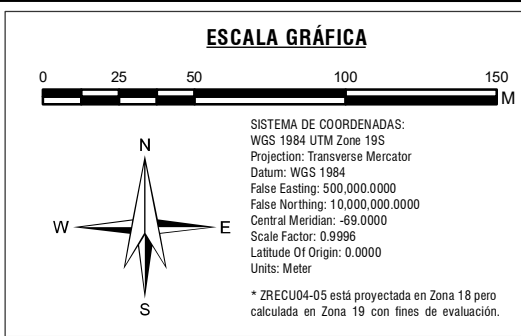 ESCALA GRÁFICA
0 25 50 100 150
M
SISTEMA DE COORDENADAS:
WGS 1984 UTM Zone 19S
Projection: Transverse Mercator
Datum: WGS 1984
False Easting: 500,000.0000
False Northing: 10,000,000.0000
Central Meridian: -69.0000
Scale Factor: 0.9996
Latitude Of Origin: 0.0000
Units: Meter
* ZRECU04-05 está proyectada en Zona 18 pero
calculada en Zona 19 con fines de evaluación.
N
W E
S